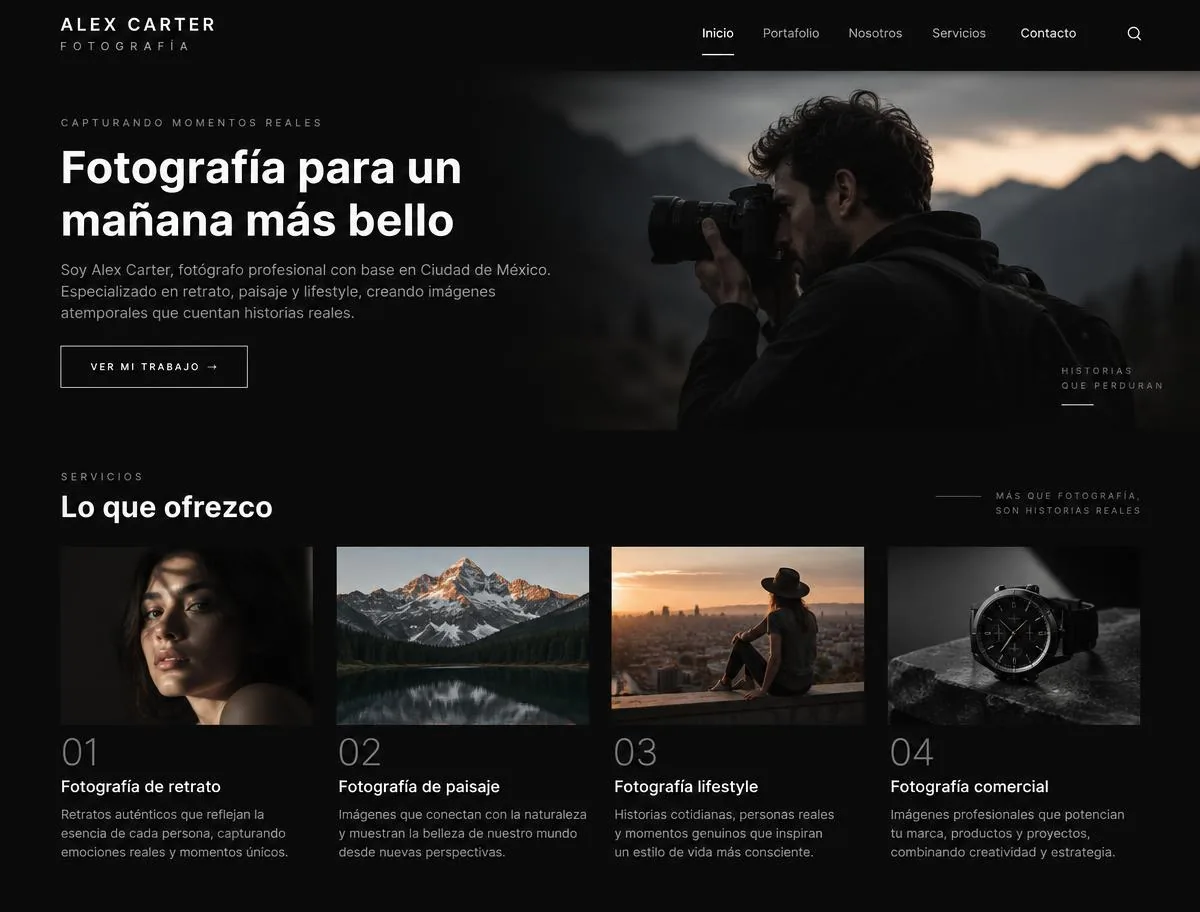 ALEX CARTER
FOTOGRAFÍA
Inicio
Portafolio
Nosotros
Servicios
Contacto
CAPTURANDO MOMENTOS REALES
Fotografía para un
mañana más bello
Soy Alex Carter, fotógrafo profesional con base en Ciudad de México.
Especializado en retrato, paisaje y lifestyle, creando imágenes
atemporales que cuentan historias reales.
VER MI TRABAJO →
HISTORIAS
QUE PERDURAN
SERVICIOS
Lo que ofrezco
MÁS QUE FOTOGRAFÍA,
SON HISTORIAS REALES
01
Fotografía de retrato
Retratos auténticos que reflejan la
esencia de cada persona, capturando
emociones reales y momentos únicos.
02
Fotografía de paisaje
Imágenes que conectan con la naturaleza
y muestran la belleza de nuestro mundo
desde nuevas perspectivas.
03
Fotografía lifestyle
Historias cotidianas, personas reales
y momentos genuinos que inspiran
un estilo de vida más consciente.
04
Fotografía comercial
Imágenes profesionales que potencian
tu marca, productos y proyectos,
combinando creatividad y estrategia.